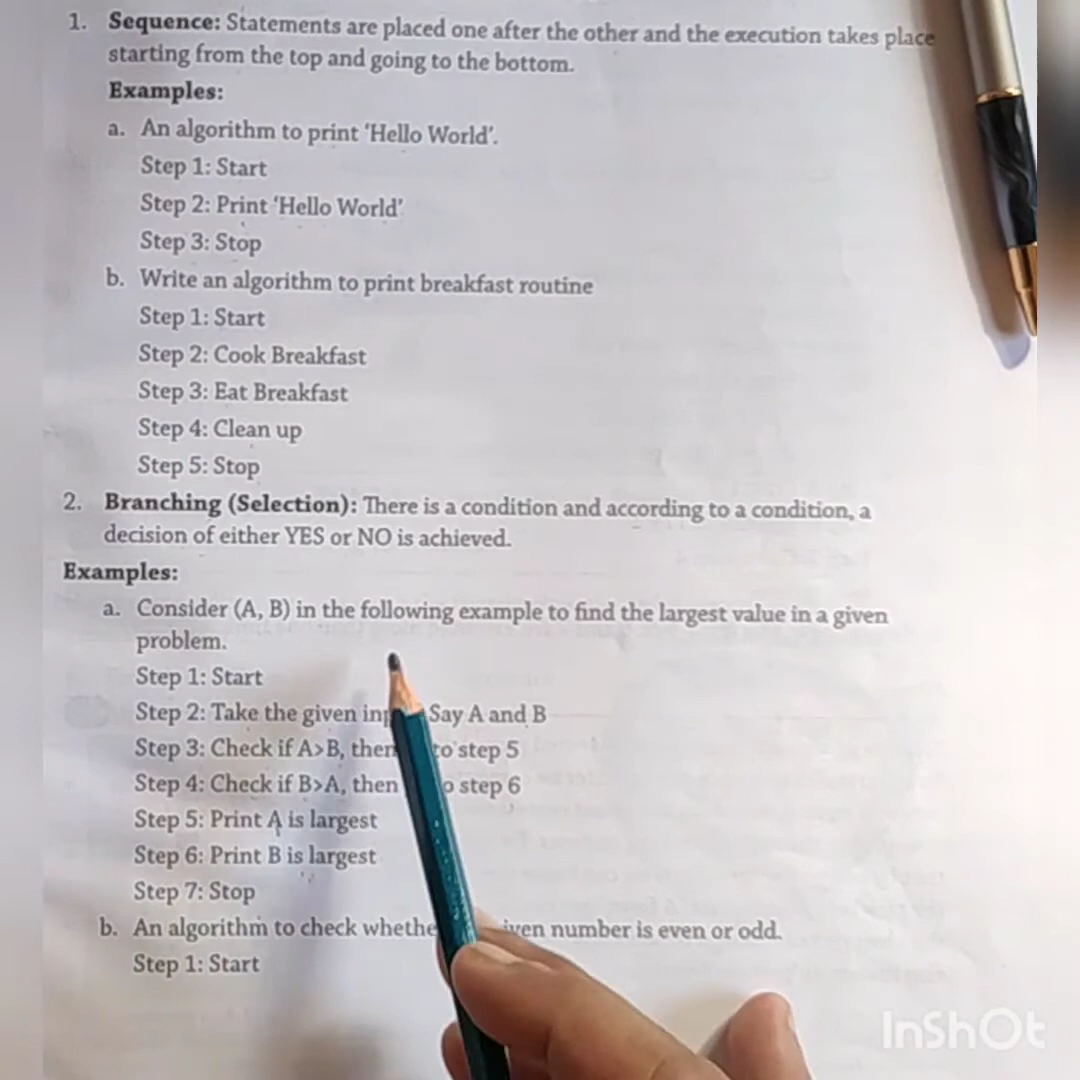 1. Sequence: Statements are placed one after the other and the execution takes place
starting from the top and going to the bottom.
Examples:
a. An algorithm to print 'Hello World'.
Step 1: Start
Step 2: Print 'Hello World'
Step 3: Stop
b. Write an algorithm to print breakfast routine
Step 1: Start
Step 2: Cook Breakfast
Step 3: Eat Breakfast
Step 4: Clean up
Step 5: Stop
2. Branching (Selection): There is a condition and according to a condition, a
decision of either YES or NO is achieved.
Examples:
a. Consider (A, B) in the following example to find the largest value in a given
problem.
Step 1: Start
Step 2: Take the given Say A and B
Step 3: Check if A>B, then to step 5
Step 4: Check if B>A, then step 6
Step 5: Print A is largest
Step 6: Print B is largest
Step 7: Stop
b. An algorithm to check number is even or odd.
Step 1: Start
InShOt